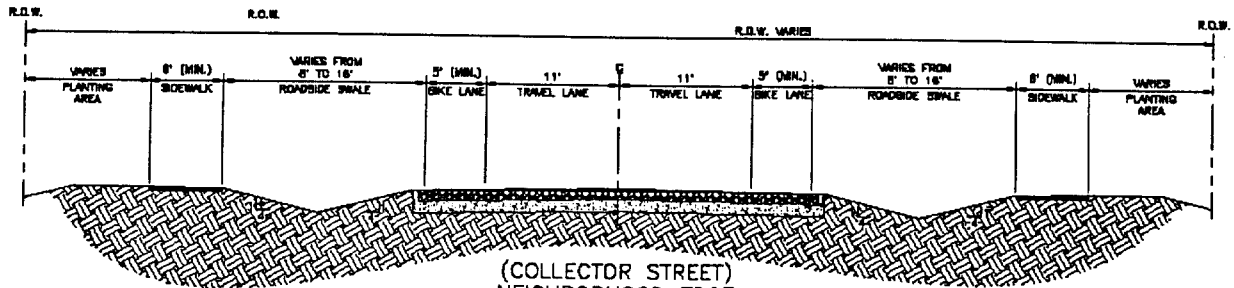 R.O.W. R.O.W. R.O.W.
R.O.W. VARIES
VARIES
PLANTING
AREA
6' (MIN.)
SIDEWALK
VARIES FROM
8' TO 16'
ROADSIDE SWALE
5' (MIN.)
BIKE LANE
11'
TRAVEL LANE
11'
TRAVEL LANE
5' (MIN.)
BIKE LANE
VARIES FROM
8' TO 16'
ROADSIDE SWALE
6' (MIN.)
SIDEWALK
VARIES
PLANTING
AREA
(COLLECTOR STREET)